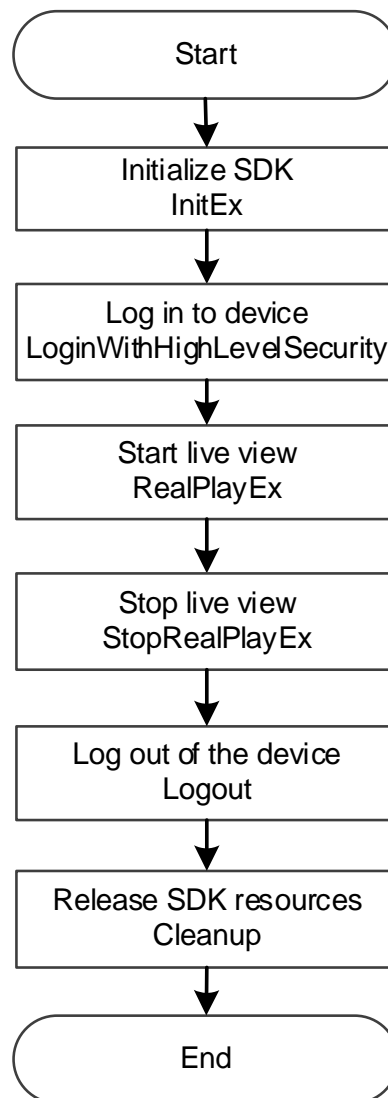 Start
Initialize SDK
InitEx
Log in to device
LoginWithHighLevelSecurity
Start live view
RealPlayEx
Stop live view
StopRealPlayEx
Log out of the device
Logout
Release SDK resources
Cleanup
End